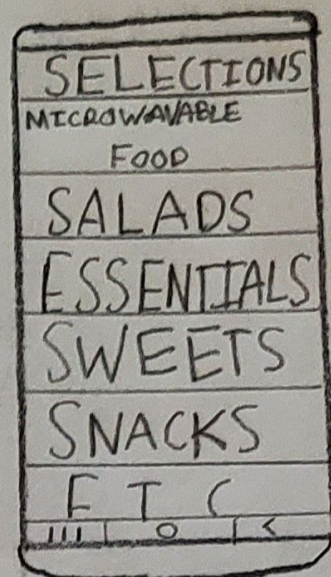 SELECTIONS
MICROWAVABLE
FOOD
SALADS
ESSENTIALS
SWEETS
SNACKS
ETC